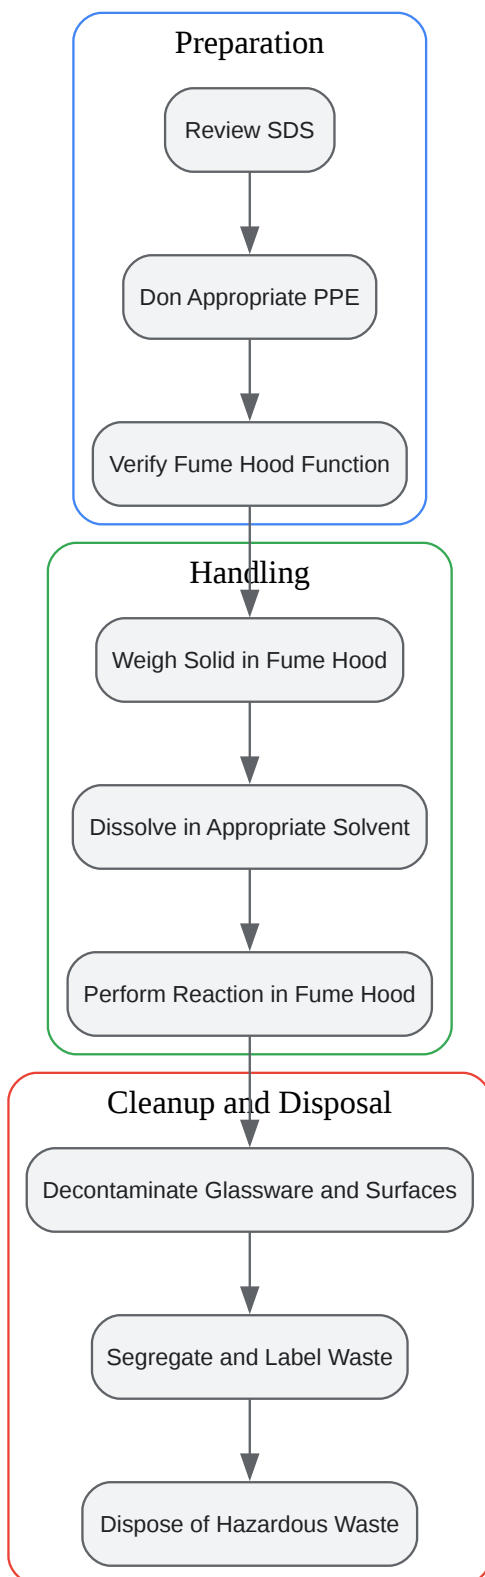 Preparation
Review SDS
Don Appropriate PPE
Verify Fume Hood Function
Handling
Weigh Solid in Fume Hood
Dissolve in Appropriate Solvent
Perform Reaction in Fume Hood
Cleanup and Disposal
Decontaminate Glassware and Surfaces
Segregate and Label Waste
Dispose of Hazardous Waste